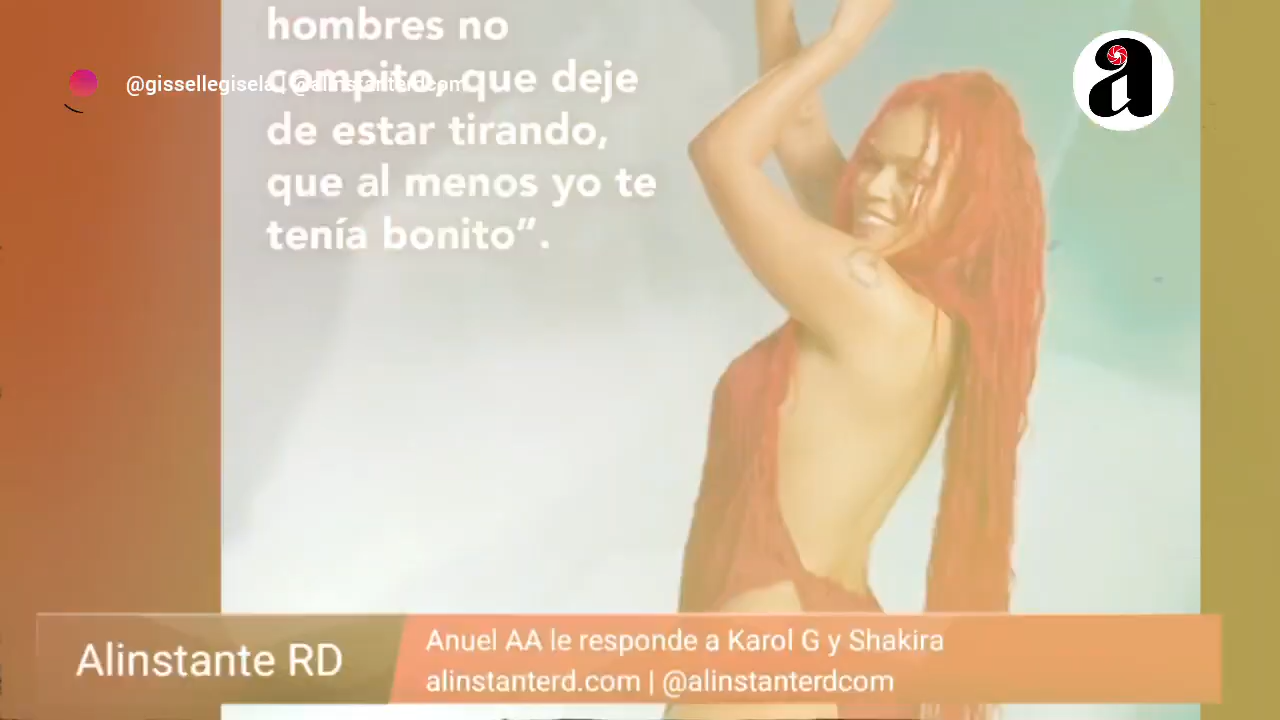 hombres no
@gissellegisela | @alinstanterdcom
compito, que deje
de estar tirando,
que al menos yo te
tenía bonito”.
a
Alinstante RD
Anuel AA le responde a Karol G y Shakira
alinstanterd.com | @alinstanterdcom